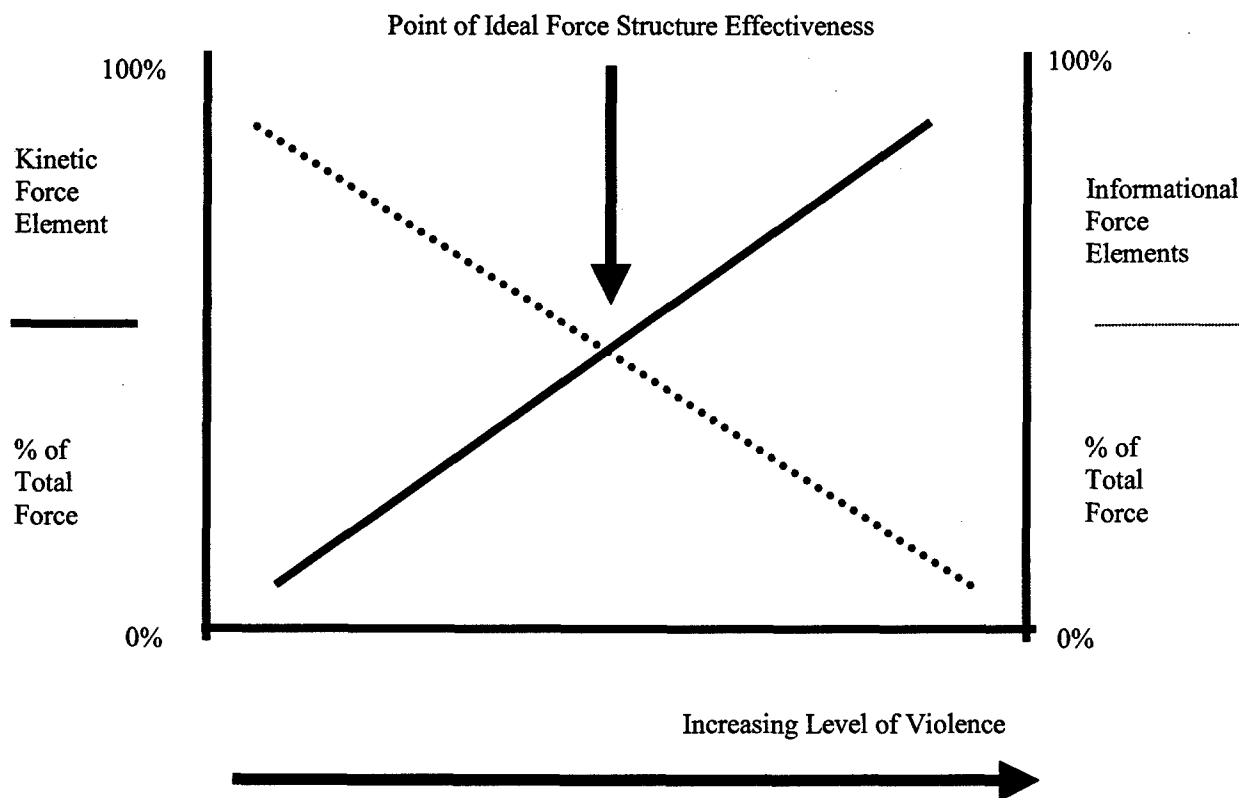 Point of Ideal Force Structure Effectiveness
100%
100%
Kinetic
Force
Element
Informational
Force
Elements
% of
Total
Force
% of
Total
Force
0%
0%
Increasing Level of Violence